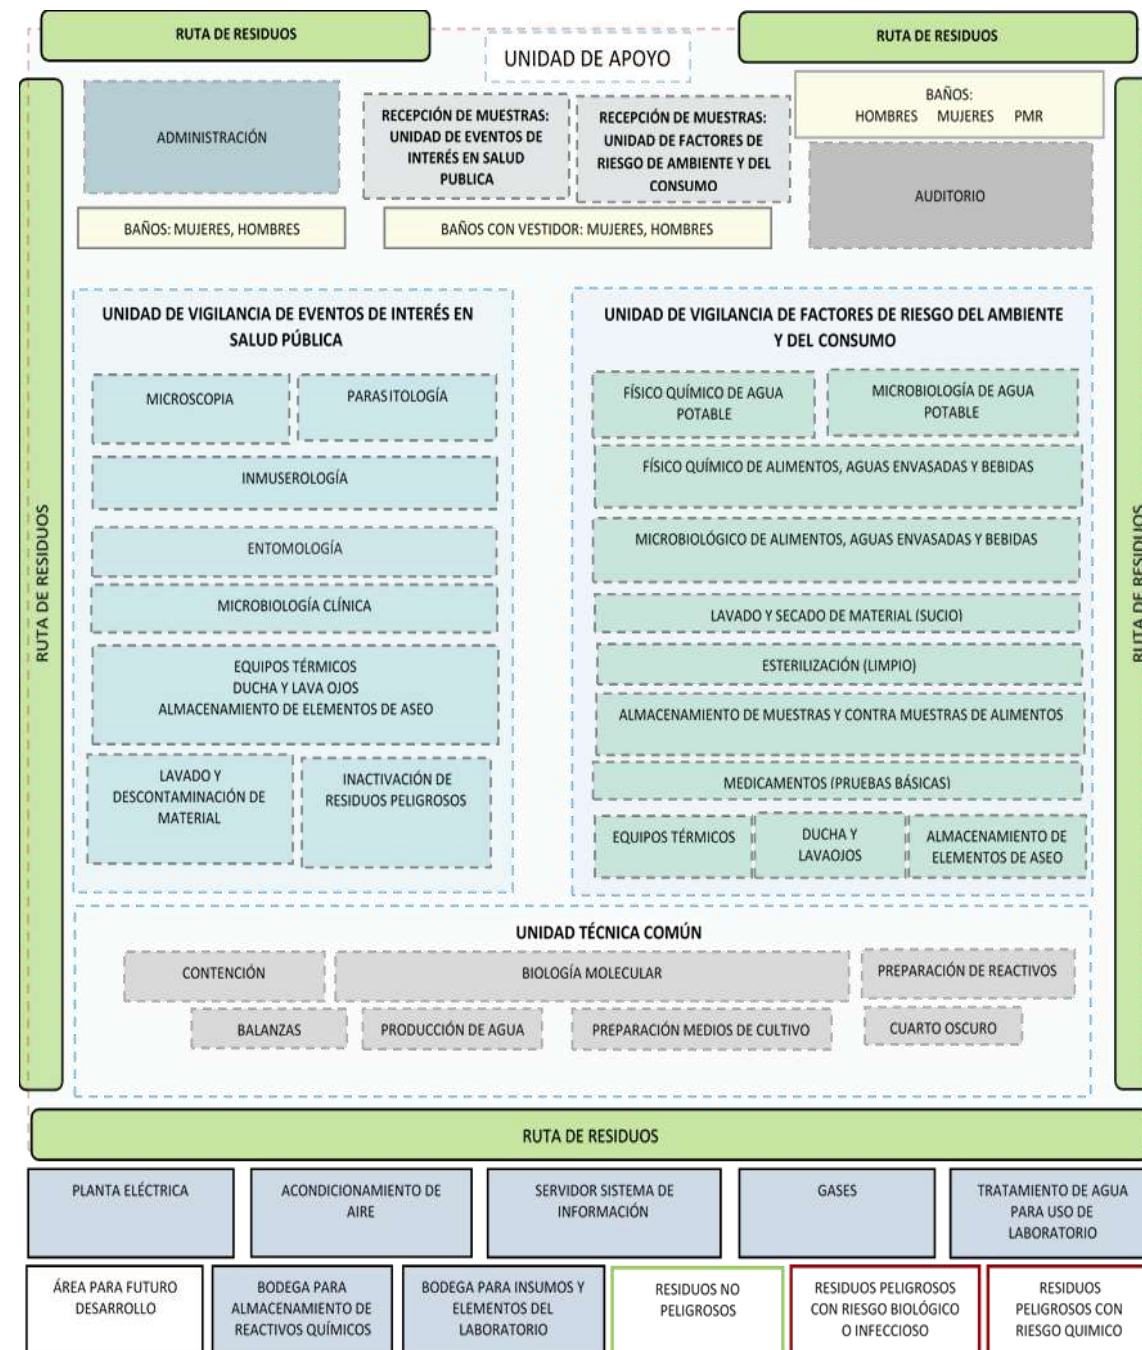 RUTA DE RESIDUOS
RUTA DE RESIDUOS
UNIDAD DE APOYO
ADMINISTRACIÓN
RECEPCIÓN DE MUESTRAS:
UNIDAD DE EVENTOS DE
INTERÉS EN SALUD
PUBLICA
RECEPCIÓN DE MUESTRAS:
UNIDAD DE FACTORES DE
RIESGO DE AMBIENTE Y DEL
CONSUMO
BAÑOS:
HOMBRES MUJERES PMR
AUDITORIO
BAÑOS: MUJERES, HOMBRES
BAÑOS CON VESTIDOR: MUJERES, HOMBRES
RUTA DE RESIDUOS
UNIDAD DE VIGILANCIA DE EVENTOS DE INTERÉS EN
SALUD PÚBLICA
MICROSCOPIA
PARASITOLOGÍA
INMUSEROLOGÍA
ENTOMOLOGÍA
MICROBIOLOGÍA CLÍNICA
EQUIPOS TÉRMICOS
DUCHA Y LAVA OJOS
ALMACENAMIENTO DE ELEMENTOS DE ASEO
LAVADO Y
DESCONTAMINACIÓN DE
MATERIAL
INACTIVACIÓN DE
RESIDUOS PELIGROSOS
UNIDAD DE VIGILANCIA DE FACTORES DE RIESGO DEL AMBIENTE
Y DEL CONSUMO
FÍSICO QUÍMICO DE AGUA
POTABLE
MICROBIOLOGÍA DE AGUA
POTABLE
FÍSICO QUÍMICO DE ALIMENTOS, AGUAS ENVASADAS Y BEBIDAS
MICROBIOLÓGICO DE ALIMENTOS, AGUAS ENVASADAS Y BEBIDAS
LAVADO Y SECADO DE MATERIAL (SUCIO)
ESTERILIZACIÓN (LIMPIO)
ALMACENAMIENTO DE MUESTRAS Y CONTRA MUESTRAS DE ALIMENTOS
MEDICAMENTOS (PRUEBAS BÁSICAS)
EQUIPOS TÉRMICOS
DUCHA Y
LAVAOJOS
ALMACENAMIENTO DE
ELEMENTOS DE ASEO
RUTA DE RESIDUOS
UNIDAD TÉCNICA COMÚN
CONTENCIÓN
BIOLOGÍA MOLECULAR
PREPARACIÓN DE REACTIVOS
BALANZAS
PRODUCCIÓN DE AGUA
PREPARACIÓN MEDIOS DE CULTIVO
CUARTO OSCURO
RUTA DE RESIDUOS
PLANTA ELÉCTRICA
ACONDICIONAMIENTO DE
AIRE
SERVIDOR SISTEMA DE
INFORMACIÓN
GASES
TRATAMIENTO DE AGUA
PARA USO DE
LABORATORIO
ÁREA PARA FUTURO
DESARROLLO
BODEGA PARA
ALMACENAMIENTO DE
REACTIVOS QUÍMICOS
BODEGA PARA INSUMOS Y
ELEMENTOS DEL
LABORATORIO
RESIDUOS NO
PELIGROSOS
RESIDUOS PELIGROSOS
CON RIESGO BIOLÓGICO
O INFECCIOSO
RESIDUOS
PELIGROSOS CON
RIESGO QUIMICO